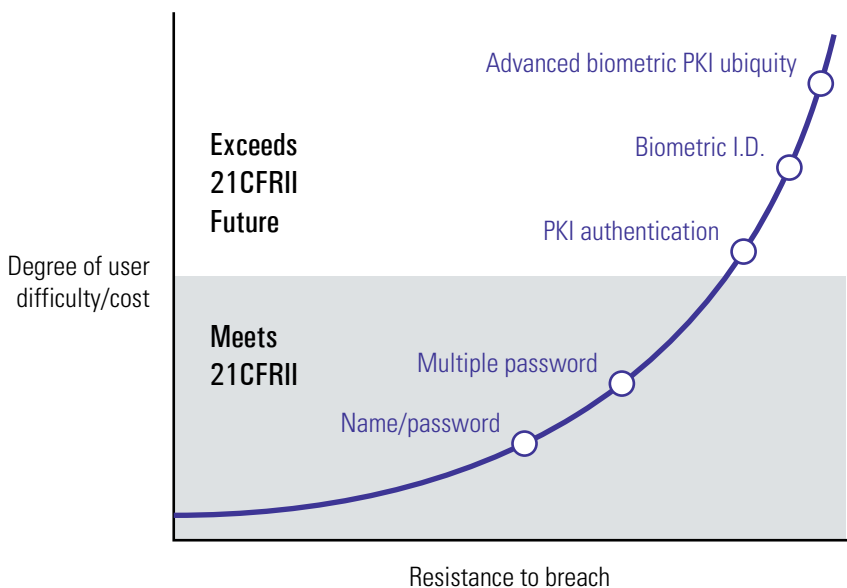 Advanced biometric PKI ubiquity
Exceeds
21CFRII
Future
Biometric I.D.
PKI authentication
Degree of user
difficulty/cost
Meets
21CFRII
Multiple password
Name/password
Resistance to breach